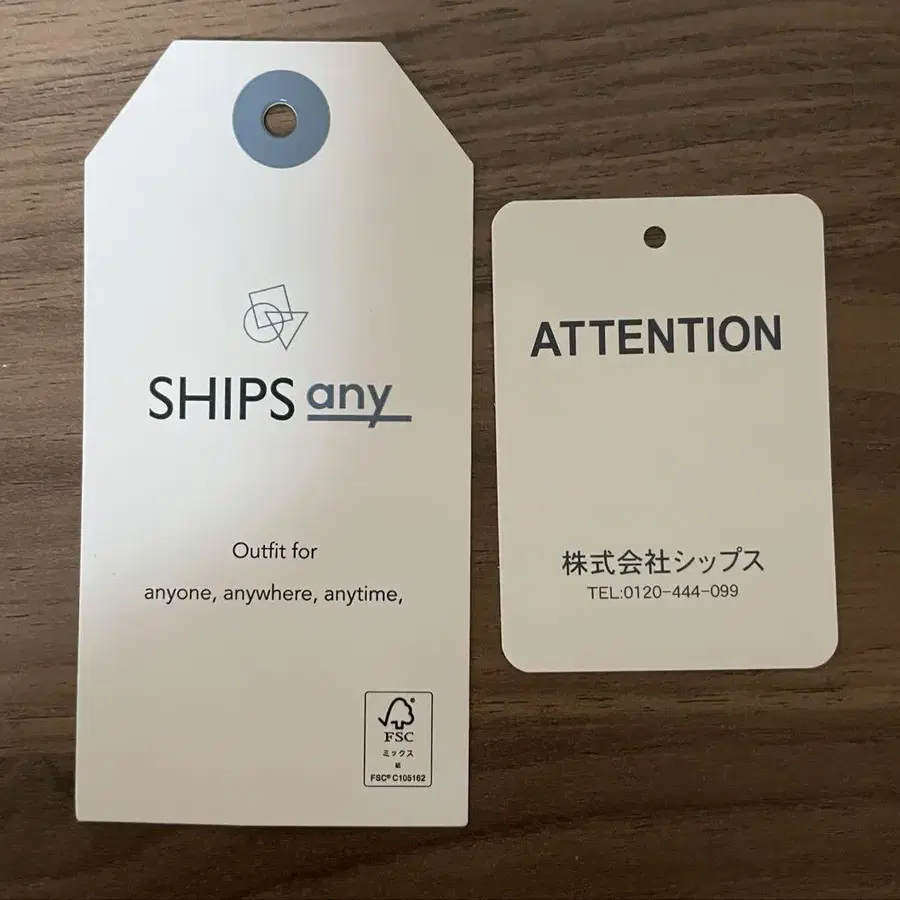 SHIPS any
Outfit for
anyone, anywhere, anytime,
FSC®
ミックス
紙
FSC® C105162
ATTENTION
株式会社シップス
TEL:0120-444-099